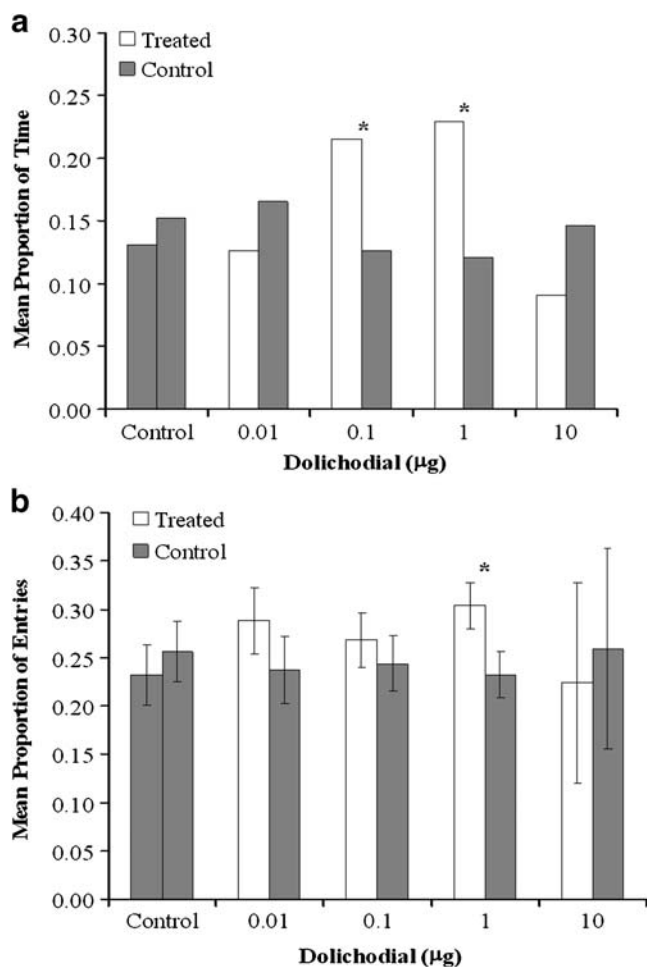 a
0.30
Treated
Control
0.25
0.20
0.15
0.10
0.05
0.00
Mean Proportion of Time
*
*
Control 0.01 0.1 1 10
Dolichodial (μg)
b
0.40
Treated
Control
0.35
0.30
0.25
0.20
0.15
0.10
0.05
0.00
Mean Proportion of Entries
*
Control 0.01 0.1 1 10
Dolichodial (μg)